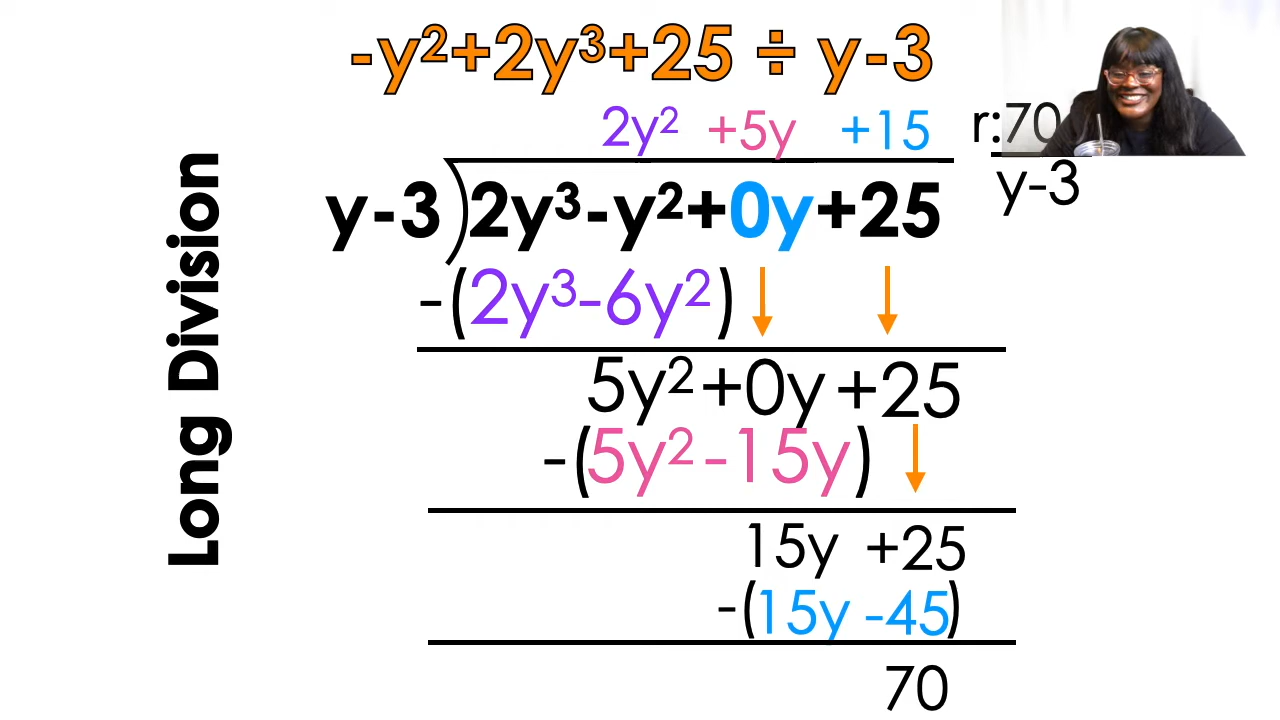 -y²+2y³+25 ÷ y-3
2y² +5y +15 r:70
y-3
y-3 2y³-y²+0y+25
-(2y³-6y²)
5y²+0y+25
-(5y²-15y)
15y +25
-(15y -45)
70
Long Division